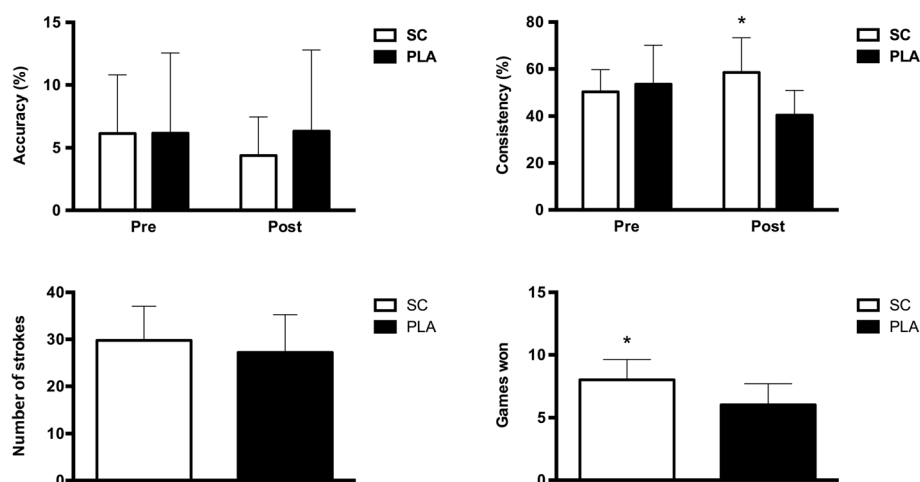 Accuracy (%)
15
10
5
0
Pre
Post
SC
PLA
Consistency (%)
80
60
40
20
0
*
Pre
Post
SC
PLA
Number of strokes
40
30
20
10
0
SC
PLA
Games won
15
10
5
0
*
SC
PLA